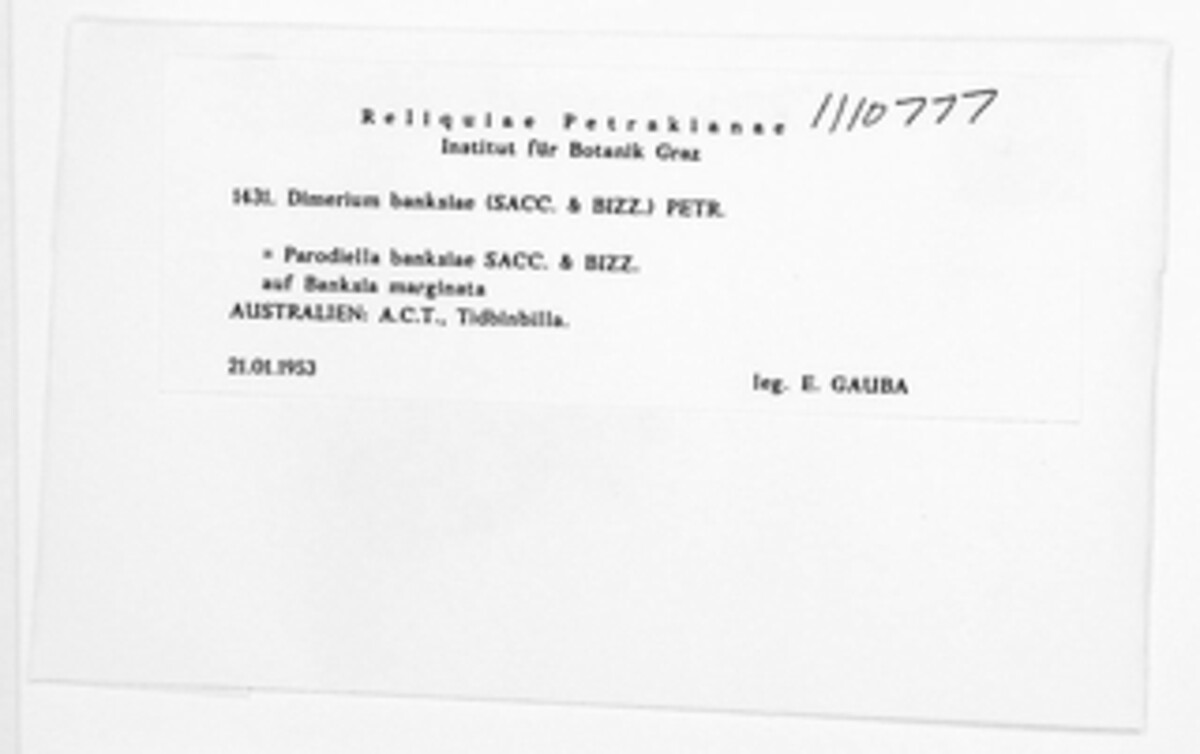 Reliquiae Petrakianae 1110777
Institut für Botanik Graz
1431. Dimerium banksiae (SACC. & BIZZ.) PETR.
= Parodiella banksiae SACC. & BIZZ.
auf Banksia marginata
AUSTRALIEN: A.C.T., Tidbinbilla.
21.01.1953 leg. E. GAUBA